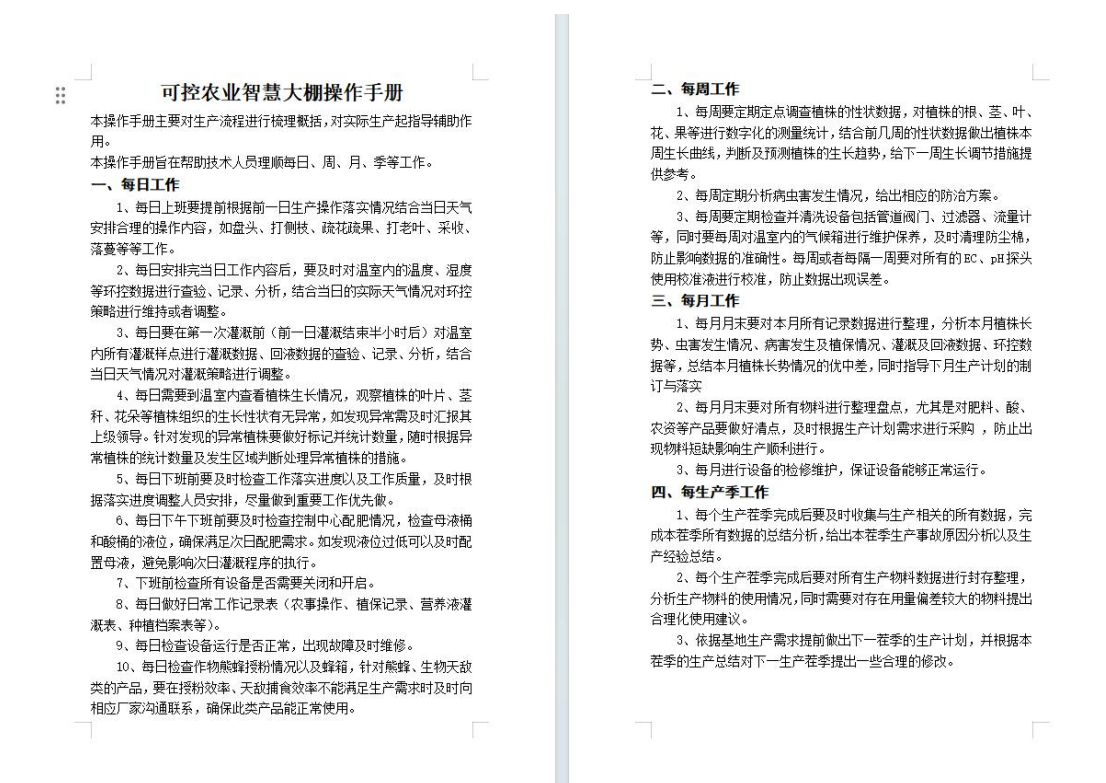 可控农业智慧大棚操作手册
本操作手册主要对生产流程进行梳理概括，对实际生产起指导辅助作
用。
本操作手册旨在帮助技术人员理顺每日、周、月、季等工作。
一、每日工作
1、每日上班要提前根据前一日生产操作落实情况结合当日天气
安排合理的操作内容，如盘头、打侧枝、疏花疏果、打老叶、采收、
落蔓等等工作。
2、每日安排完当日工作内容后，要及时对温室内的温度、湿度
等环控数据进行查验、记录、分析，结合当日的实际天气情况对环控
策略进行维持或者调整。
3、每日要在第一次灌溉前（前一日灌溉结束半小时后）对温室
内所有灌溉样点进行灌溉数据、回液数据的查验、记录、分析，结合
当日天气情况对灌溉策略进行调整。
4、每日需要到温室内查看植株生长情况，观察植株的叶片、茎
秆、花朵等植株组织的生长性状有无异常，如发现异常需及时汇报其
上级领导。针对发现的异常植株要做好标记并统计数量，随时根据异
常植株的统计数量及发生区域判断处理异常植株的措施。
5、每日下班前要及时检查工作落实进度以及工作质量，及时根
据落实进度调整人员安排，尽量做到重要工作优先做。
6、每日下午下班前要及时检查控制中心配肥情况，检查母液桶
和酸桶的液位，确保满足次日配肥需求。如发现液位过低可以及时配
置母液，避免影响次日灌溉程序的执行。
7、下班前检查所有设备是否需要关闭和开启。
8、每日做好日常工作记录表（农事操作、植保记录、营养液灌
溉表、种植档案表等）。
9、每日检查设备运行是否正常，出现故障及时维修。
10、每日检查作物熊蜂授粉情况以及蜂箱，针对熊蜂、生物天敌
类的产品，要在授粉效率、天敌捕食效率不能满足生产需求时及时向
相应厂家沟通联系，确保此类产品能正常使用。
二、每周工作
1、每周要定期定点调查植株的性状数据，对植株的根、茎、叶、
花、果等进行数字化的测量统计，结合前几周的性状数据做出植株本
周生长曲线，判断及预测植株的生长趋势，给下一周生长调节措施提
供参考。
2、每周定期分析病虫害发生情况，给出相应的防治方案。
3、每周要定期检查并清洗设备包括管道阀门、过滤器、流量计
等，同时要每周对温室内的气候箱进行维护保养，及时清理防尘棉，
防止影响数据的准确性。每周或者每隔一周要对所有的EC、pH探头
使用校准液进行校准，防止数据出现误差。
三、每月工作
1、每月月末要对本月所有记录数据进行整理，分析本月植株长
势、虫害发生情况、病害发生及植保情况、灌溉及回液数据、环控数
据等，总结本月植株长势情况的优中差，同时指导下月生产计划的制
订与落实
2、每月月末要对所有物料进行整理盘点，尤其是对肥料、酸、
农资等产品要做好清点，及时根据生产计划需求进行采购 ，防止出
现物料短缺影响生产顺利进行。
3、每月进行设备的检修维护，保证设备能够正常运行。
四、每生产季工作
1、每个生产茬季完成后要及时收集与生产相关的所有数据，完
成本茬季所有数据的总结分析，给出本茬季生产事故原因分析以及生
产经验总结。
2、每个生产茬季完成后要对所有生产物料数据进行封存整理，
分析生产物料的使用情况，同时需要对存在用量偏差较大的物料提出
合理化使用建议。
3、依据基地生产需求提前做出下一茬季的生产计划，并根据本
茬季的生产总结对下一生产茬季提出一些合理的修改。